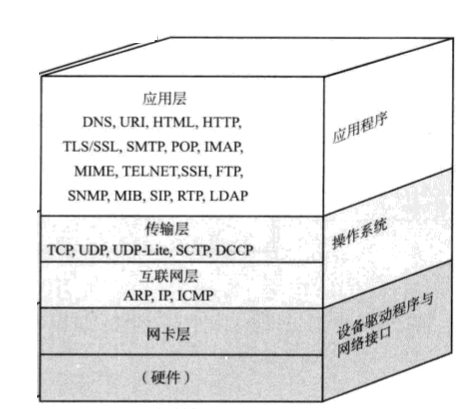 应用层
DNS, URI, HTML, HTTP,
TLS/SSL, SMTP, POP, IMAP,
MIME, TELNET,SSH, FTP,
SNMP, MIB, SIP, RTP, LDAP
应用程序
传输层
TCP, UDP, UDP-Lite, SCTP, DCCP
操作系统
互联网层
ARP, IP, ICMP
网卡层
设备驱动程序与
网络接口
（硬件）